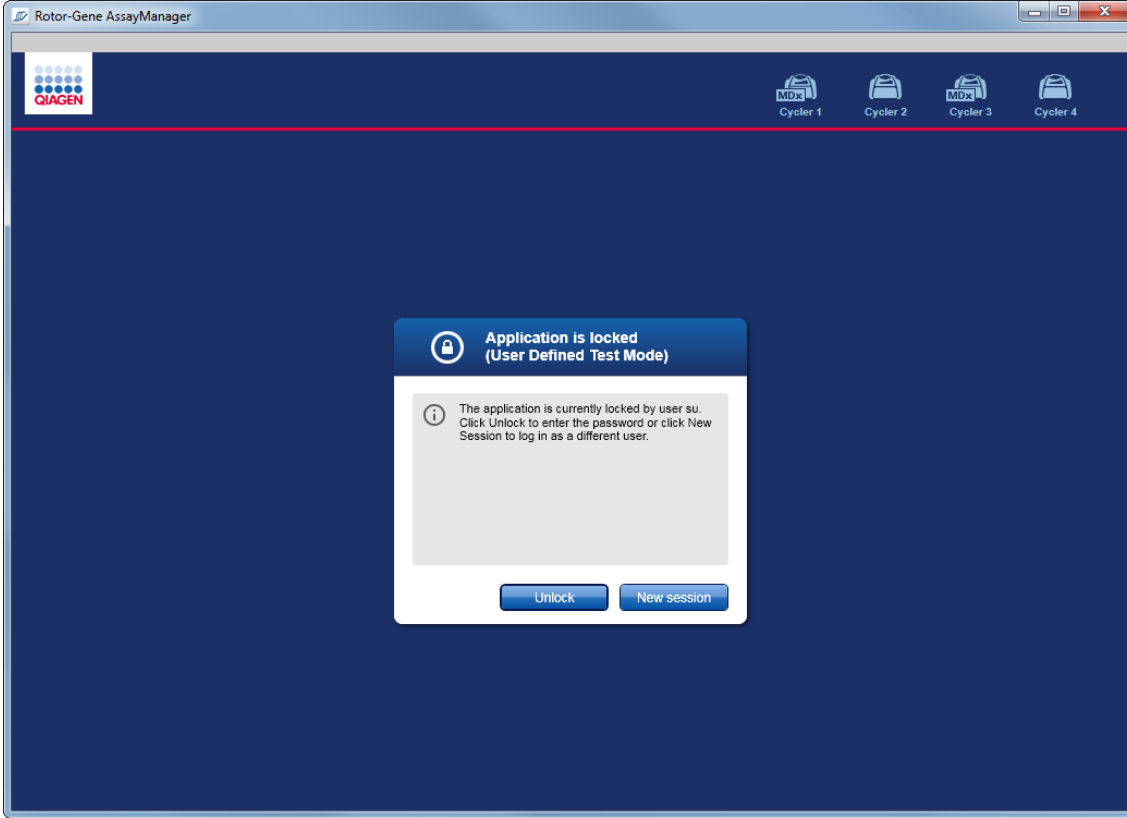 Rotor-Gene AssayManager
QIAGEN
MDx
MDx
Cycler 1
Cycler 2
Cycler 3
Cycler 4
Application is locked
(User Defined Test Mode)
The application is currently locked by user su.
Click Unlock to enter the password or click New
Session to log in as a different user.
Unlock
New session